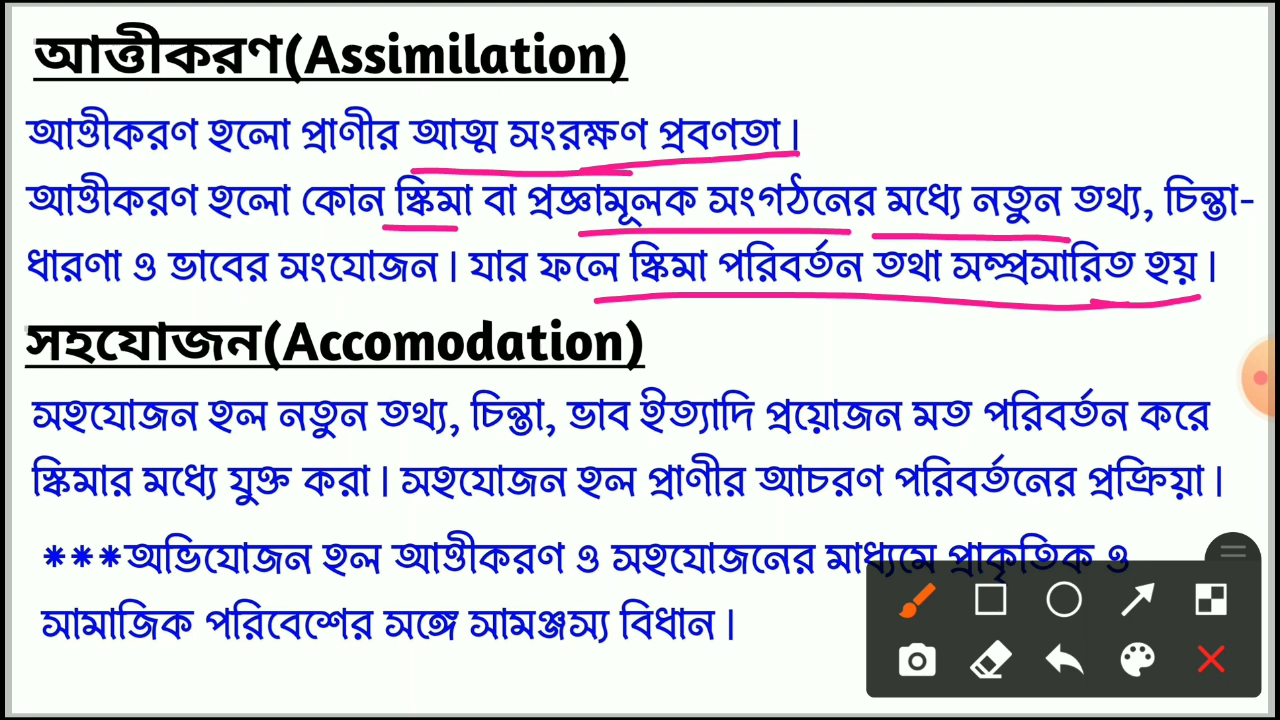 আত্তীকরণ(Assimilation)
আত্তীকরণ হলো প্রাণীর আত্ম সংরক্ষণ প্রবণতা।
আত্তীকরণ হলো কোন স্কিমা বা প্রজ্ঞামূলক সংগঠনের মধ্যে নতুন তথ্য, চিন্তা-
ধারণা ও ভাবের সংযোজন। যার ফলে স্কিমা পরিবর্তন তথা সম্প্রসারিত হয়।
সহযোজন(Accomodation)
সহযোজন হল নতুন তথ্য, চিন্তা, ভাব ইত্যাদি প্রয়োজন মত পরিবর্তন করে
স্কিমার মধ্যে যুক্ত করা। সহযোজন হল প্রাণীর আচরণ পরিবর্তনের প্রক্রিয়া।
***অভিযোজন হল আত্তীকরণ ও সহযোজনের মাধ্যমে প্রাকৃতিক ও
সামাজিক পরিবেশের সঙ্গে সামঞ্জস্য বিধান।